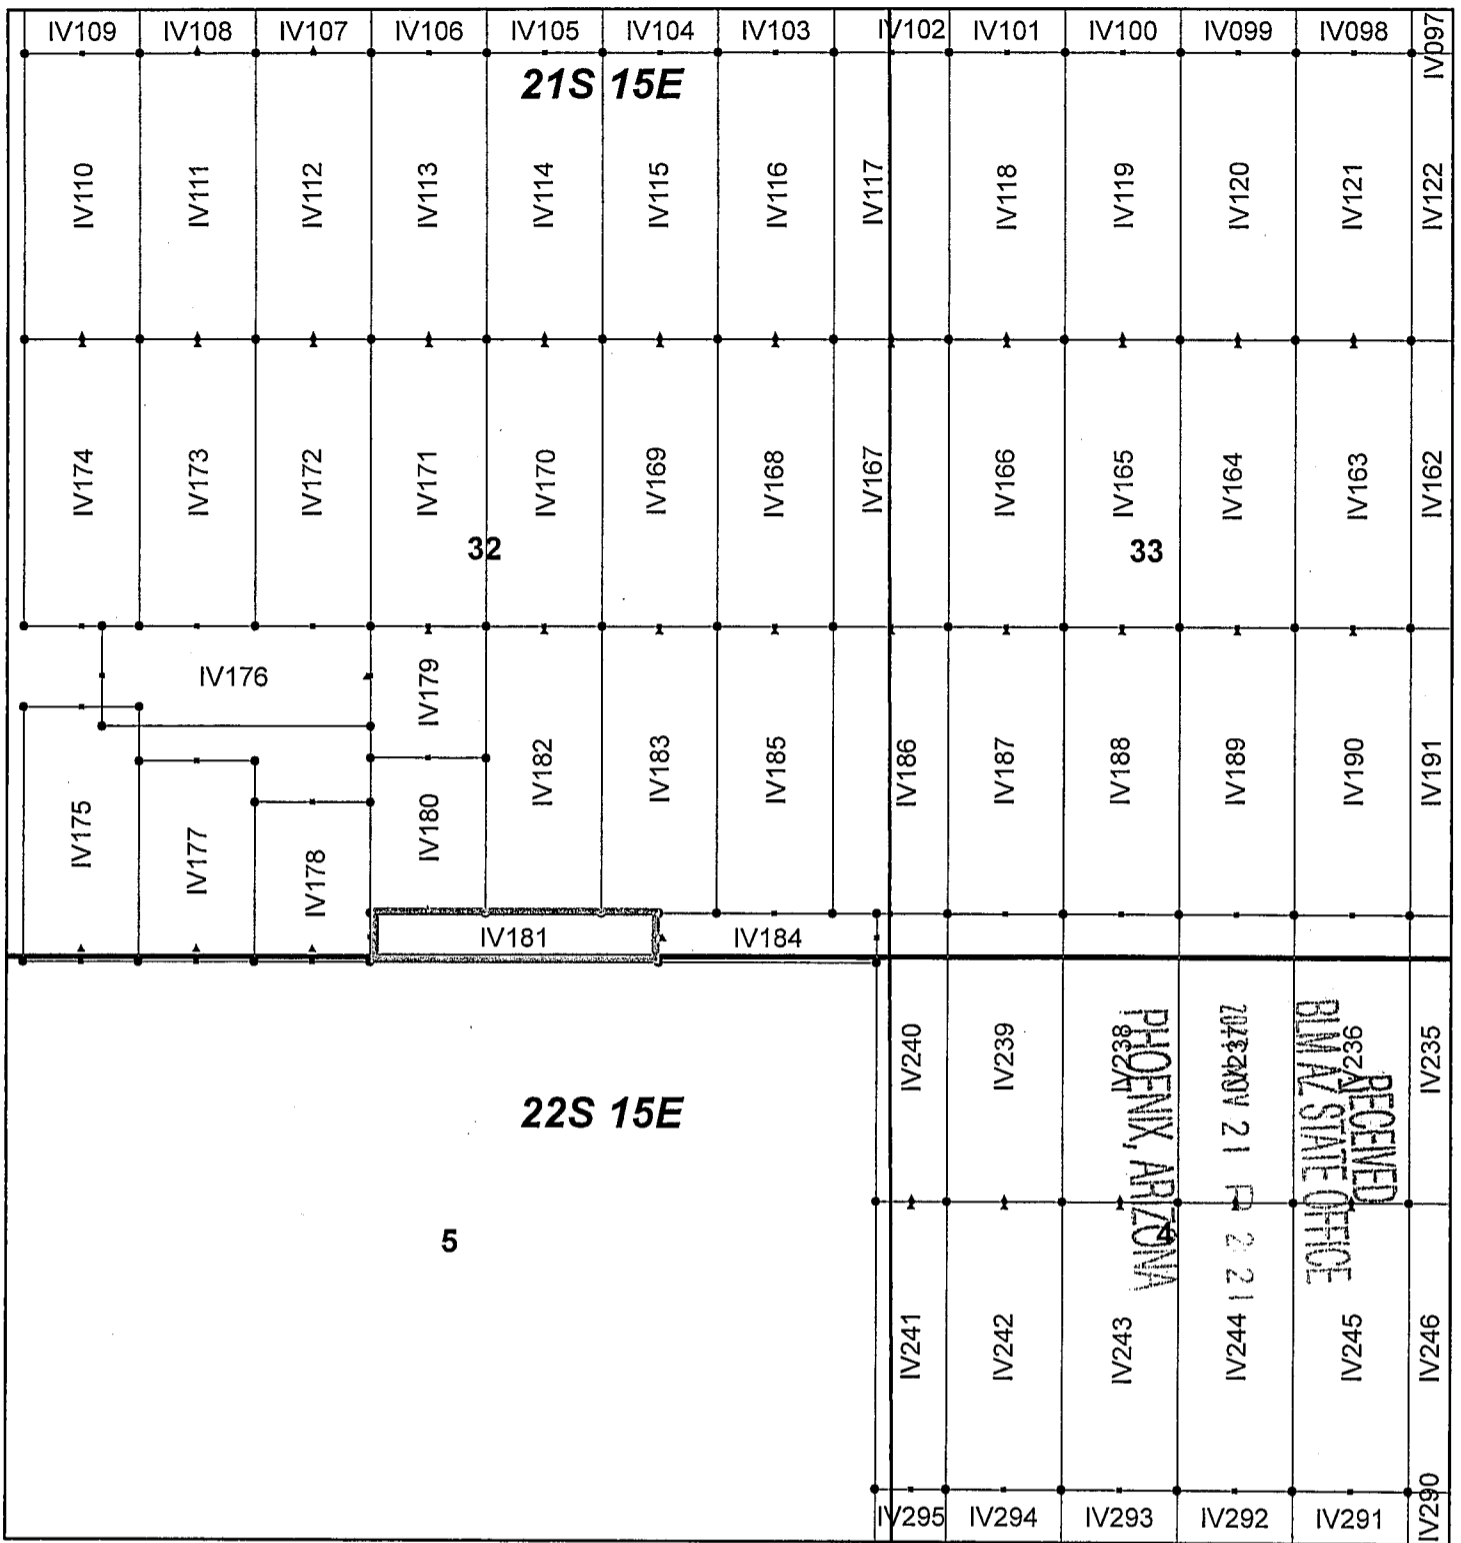 IV109 IV108 IV107 IV106 IV105 IV104 IV103 IV102 IV101 IV100 IV099 IV098 IV097
21S 15E
IV110 IV111 IV112 IV113 IV114 IV115 IV116 IV117 IV118 IV119 IV120 IV121 IV122
IV174 IV173 IV172 IV171 IV170 IV169 IV168 IV167 IV166 IV165 IV164 IV163 IV162
32 33
IV176 IV179
IV175 IV177 IV178 IV180 IV182 IV183 IV185 IV186 IV187 IV188 IV189 IV190 IV191
IV181 IV184
IV240 IV239 IV238 IV236 IV235
RECEIVED
BLM AZ STATE OFFICE
NOV 21 P 2 21
PHOENIX, ARIZONA
22S 15E
5 4
IV241 IV242 IV243 IV244 IV245 IV246
IV295 IV294 IV293 IV292 IV291 IV290